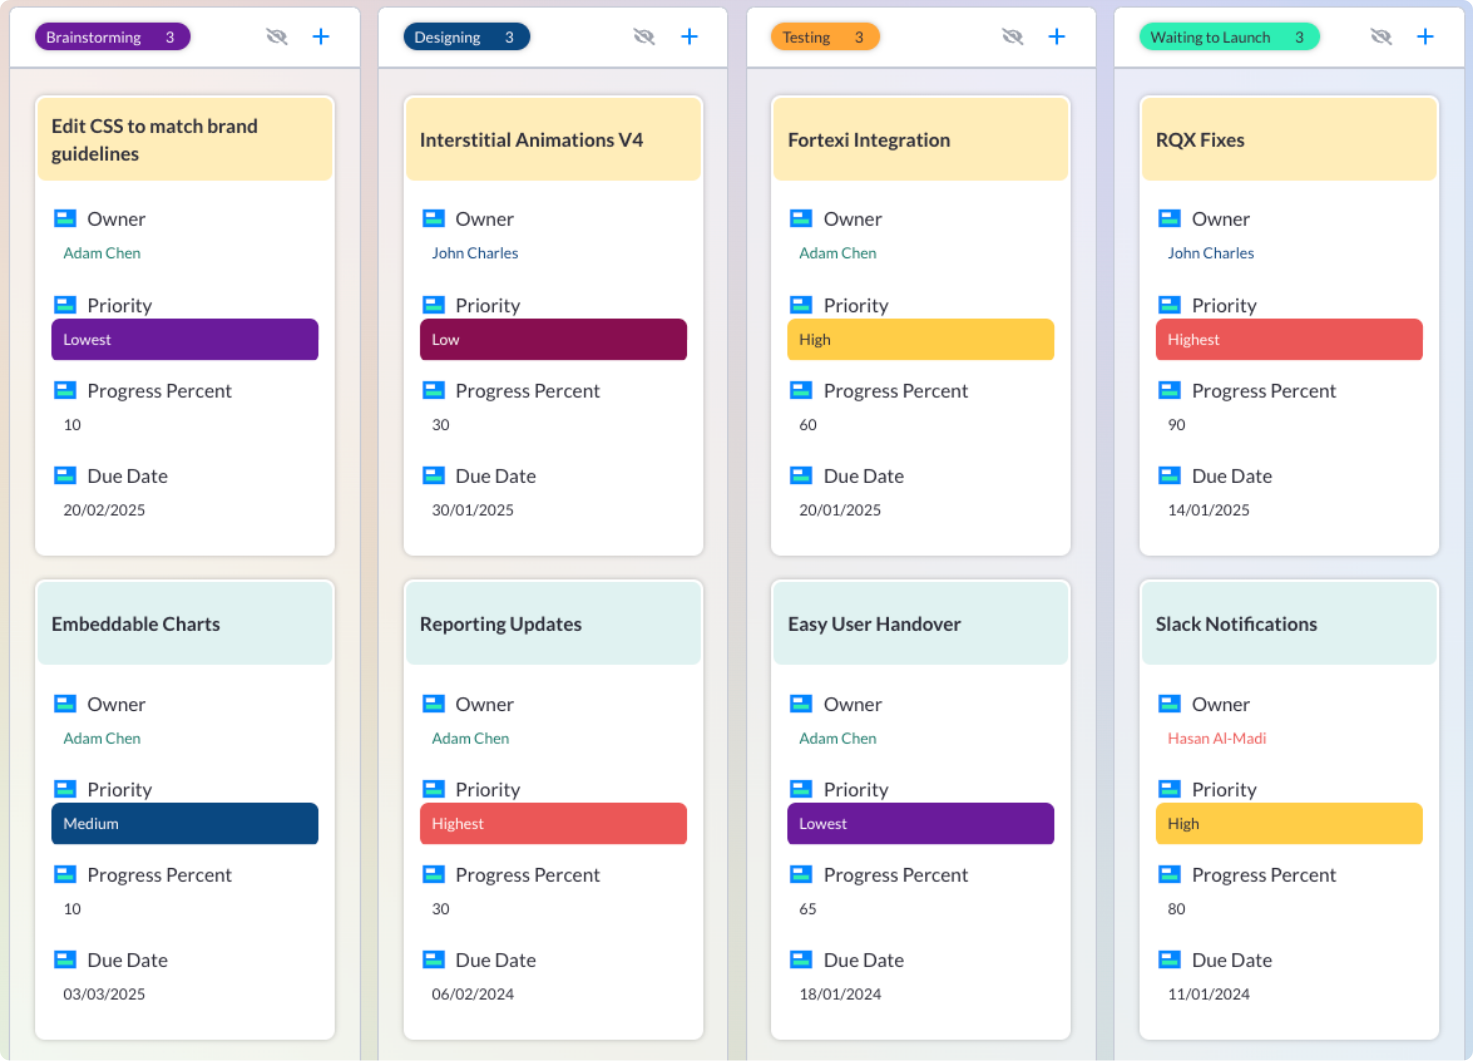 Brainstorming 3
Edit CSS to match brand
guidelines
Owner
Adam Chen
Priority
Lowest
Progress Percent
10
Due Date
20/02/2025
Embeddable Charts
Owner
Adam Chen
Priority
Medium
Progress Percent
10
Due Date
03/03/2025
Designing 3
Interstitial Animations V4
Owner
John Charles
Priority
Low
Progress Percent
30
Due Date
30/01/2025
Reporting Updates
Owner
Adam Chen
Priority
Highest
Progress Percent
30
Due Date
06/02/2024
Testing 3
Fortexi Integration
Owner
Adam Chen
Priority
High
Progress Percent
60
Due Date
20/01/2025
Easy User Handover
Owner
Adam Chen
Priority
Lowest
Progress Percent
65
Due Date
18/01/2024
Waiting to Launch 3
RQX Fixes
Owner
John Charles
Priority
Highest
Progress Percent
90
Due Date
14/01/2025
Slack Notifications
Owner
Hasan Al-Madi
Priority
High
Progress Percent
80
Due Date
11/01/2024